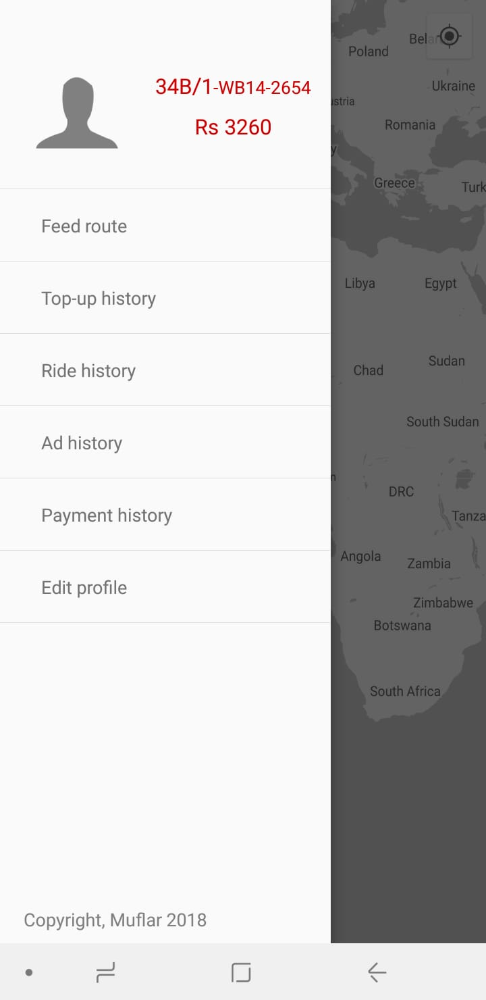 34B/1-WB14-2654
Rs 3260
Feed route
Top-up history
Ride history
Ad history
Payment history
Edit profile
Copyright, Muflar 2018
Poland
Ukraine
Romania
Greece
Turk
Libya
Egypt
Chad
Sudan
South Sudan
DRC
Tanza
Angola
Zambia
Zimbabwe
Botswana
South Africa